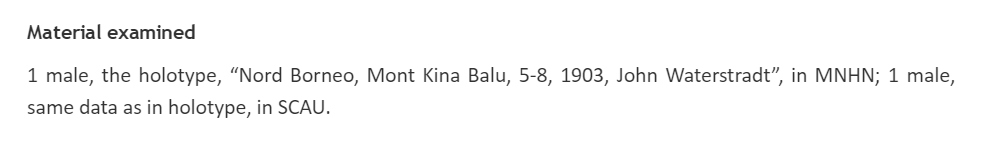 Material examined
1 male, the holotype, “Nord Borneo, Mont Kina Balu, 5-8, 1903, John Waterstradt”, in MNHN; 1 male,
same data as in holotype, in SCAU.